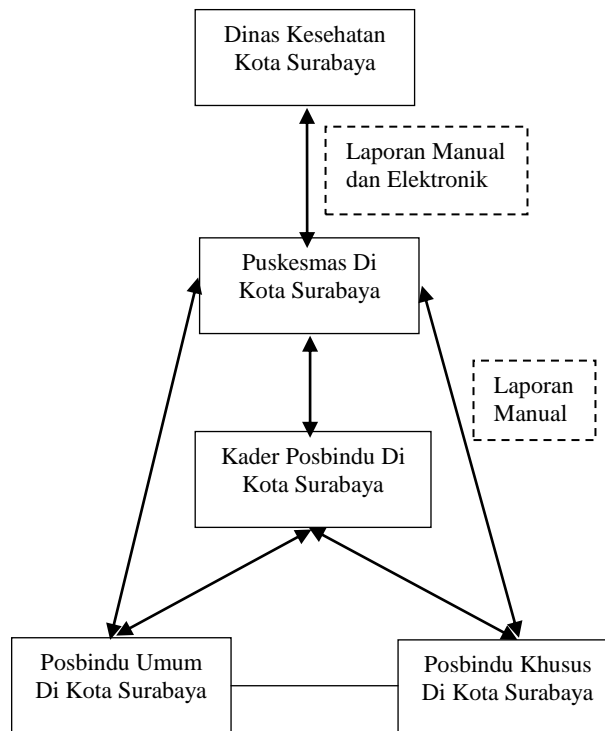 Dinas Kesehatan
Kota Surabaya
Laporan Manual
dan Elektronik
Puskesmas Di
Kota Surabaya
Laporan
Manual
Kader Posbindu Di
Kota Surabaya
Posbindu Umum
Di Kota Surabaya
Posbindu Khusus
Di Kota Surabaya